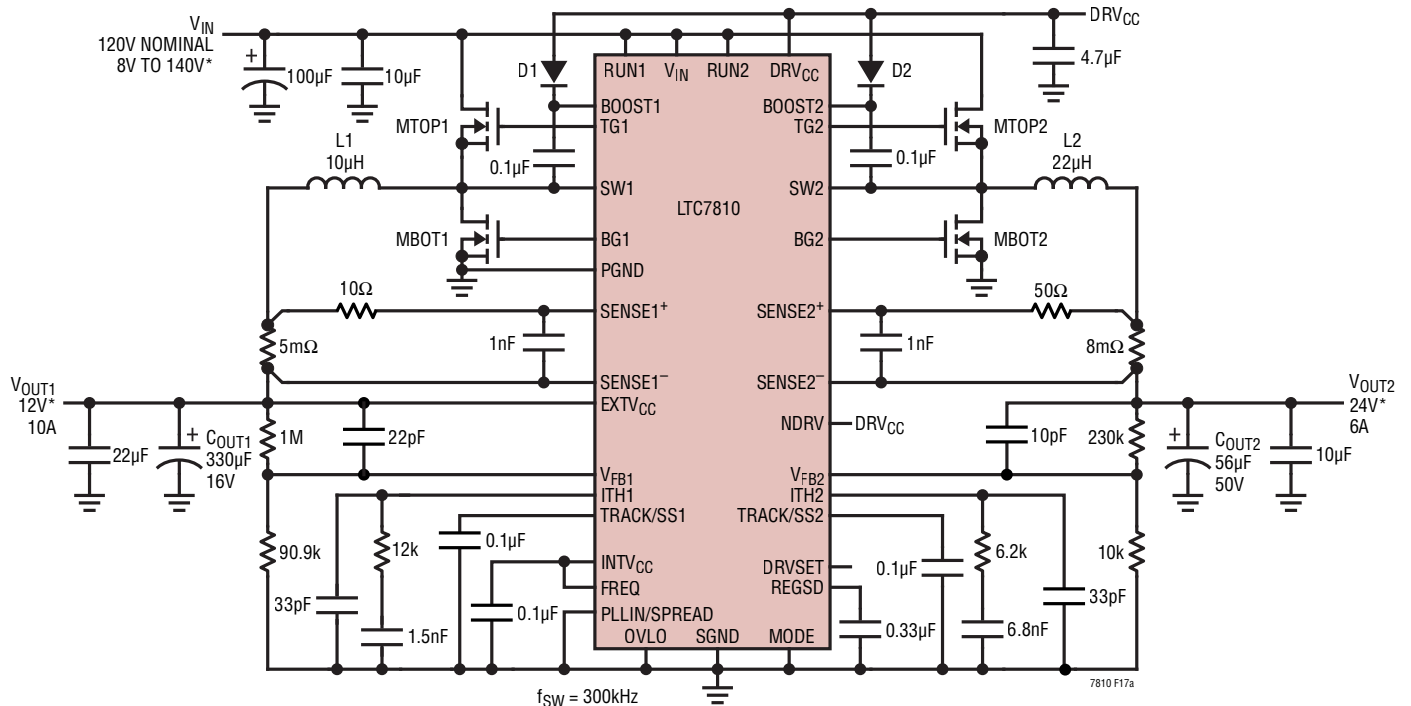 V_IN
120V NOMINAL
8V TO 140V*
+
100µF
10µF
D1
RUN1
V_IN
RUN2
DRV_CC
D2
DRV_CC
4.7µF
BOOST1
BOOST2
MTOP1
TG1
TG2
MTOP2
L1
10µH
0.1µF
0.1µF
L2
22µH
SW1
SW2
LTC7810
MBOT1
BG1
BG2
MBOT2
PGND
10Ω
SENSE1+
SENSE2+
50Ω
5mΩ
1nF
1nF
8mΩ
SENSE1–
SENSE2–
V_OUT1
12V*
10A
EXTV_CC
NDRV
DRV_CC
V_OUT2
24V*
6A
22µF
+
C_OUT1
330µF
16V
1M
22pF
10pF
230k
+
C_OUT2
56µF
50V
10µF
V_FB1
V_FB2
ITH1
ITH2
TRACK/SS1
TRACK/SS2
90.9k
12k
0.1µF
INTV_CC
FREQ
DRVSET
REGSD
0.1µF
6.2k
10k
33pF
1.5nF
0.1µF
PLLIN/SPREAD
OVLO
SGND
MODE
0.33µF
6.8nF
33pF
f_SW = 300kHz
7810 F17a